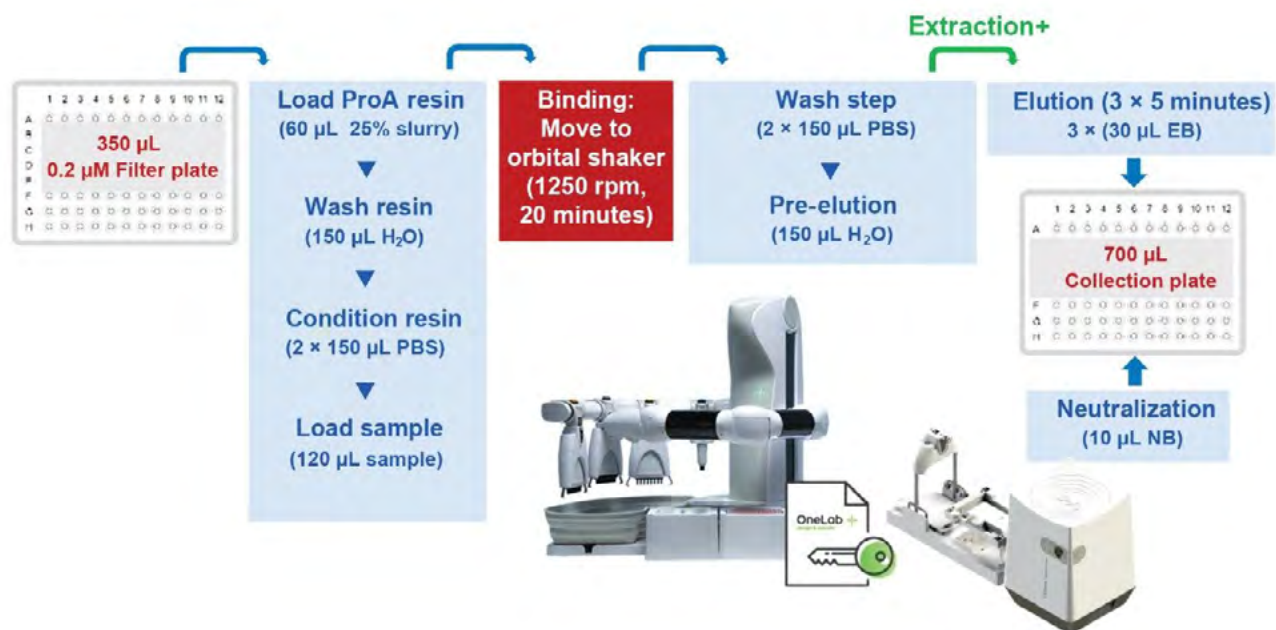 Extraction+
1 2 3 4 5 6 7 8 9 10 11 12
A
B
C
D
E
F
G
H
350 µL
0.2 µM Filter plate
Load ProA resin
(60 µL 25% slurry)
Wash resin
(150 µL H₂O)
Condition resin
(2 × 150 µL PBS)
Load sample
(120 µL sample)
Binding:
Move to
orbital shaker
(1250 rpm,
20 minutes)
Wash step
(2 × 150 µL PBS)
Pre-elution
(150 µL H₂O)
Elution (3 × 5 minutes)
3 × (30 µL EB)
1 2 3 4 5 6 7 8 9 10 11 12
A
F
G
H
700 µL
Collection plate
Neutralization
(10 µL NB)
OneLab